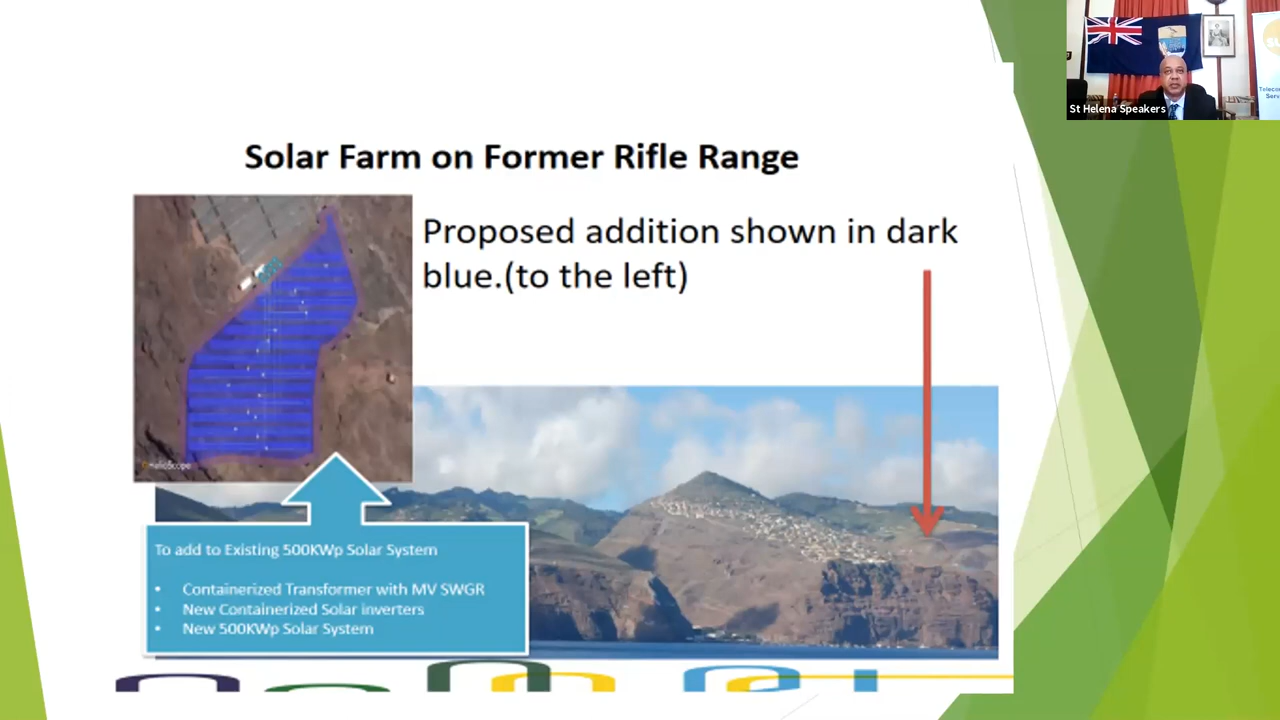 St Helena Speakers
Solar Farm on Former Rifle Range
Proposed addition shown in dark
blue.(to the left)
HelioScope
To add to Existing 500KWp Solar System
• Containerized Transformer with MV SWGR
• New Containerized Solar inverters
• New 500KWp Solar System